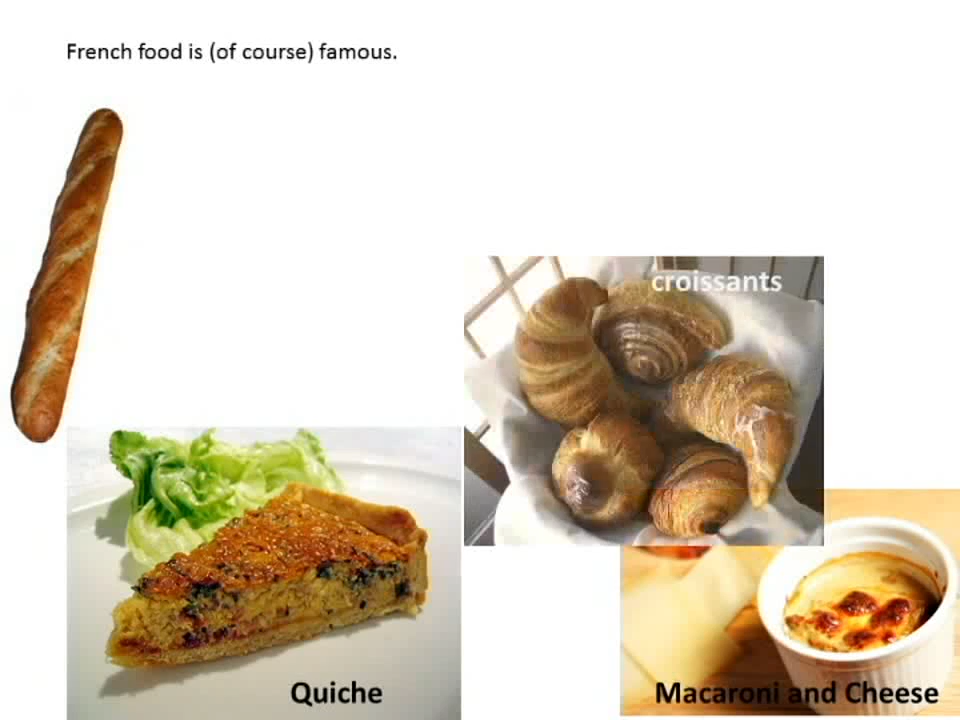 French food is (of course) famous.
croissants
Quiche
Macaroni and Cheese